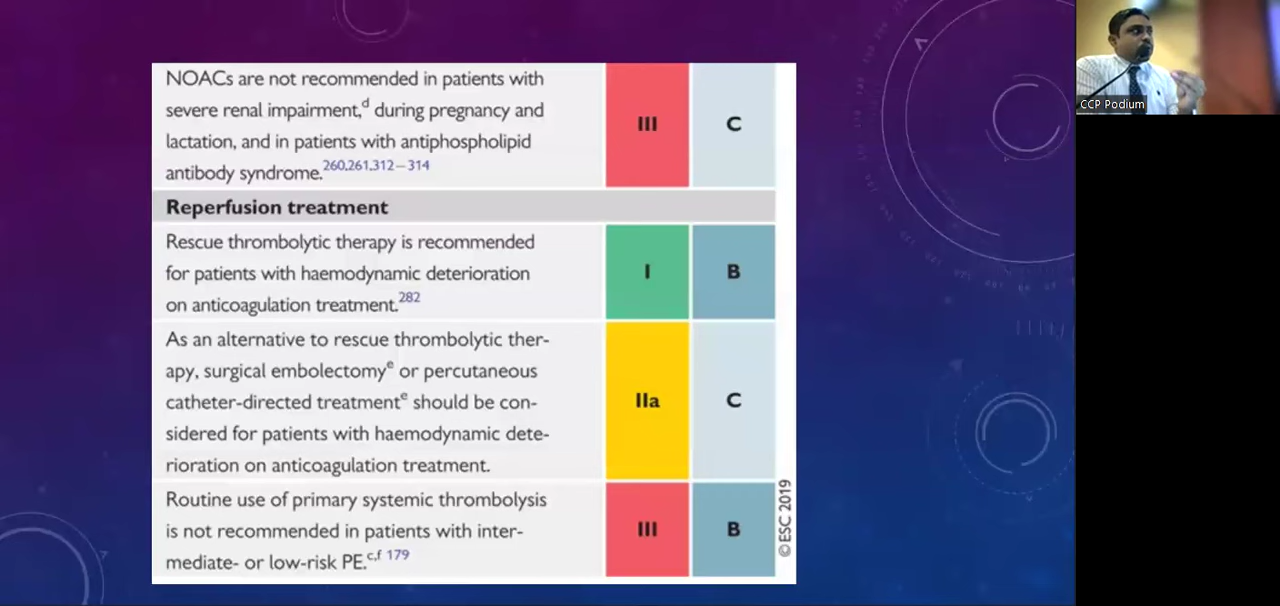 NOACs are not recommended in patients with
severe renal impairment,d during pregnancy and
lactation, and in patients with antiphospholipid
antibody syndrome.260,261,312–314
III
C
Reperfusion treatment
Rescue thrombolytic therapy is recommended
for patients with haemodynamic deterioration
on anticoagulation treatment.282
I
B
As an alternative to rescue thrombolytic ther-
apy, surgical embolectomye or percutaneous
catheter-directed treatmente should be con-
sidered for patients with haemodynamic dete-
rioration on anticoagulation treatment.
IIa
C
Routine use of primary systemic thrombolysis
is not recommended in patients with inter-
mediate- or low-risk PE.c,f 179
III
B
©ESC 2019
CCP Podium